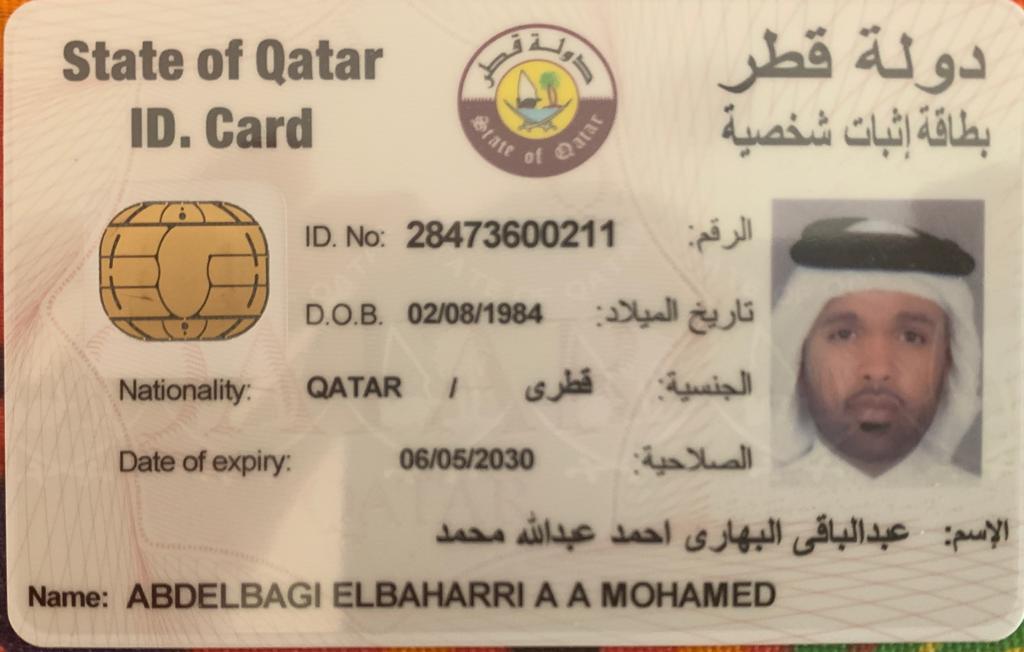 State of Qatar
ID. Card
دولة قطر
بطاقة إثبات شخصية
دولة قطر
State of Qatar
ID. No: 28473600211 الرقم:
D.O.B. 02/08/1984 تاريخ الميلاد:
Nationality: QATAR / قطرى الجنسية:
Date of expiry: 06/05/2030 الصلاحية:
الإسم: عبدالباقي البهارى احمد عبدالله محمد
Name: ABDELBAGI ELBAHARRI A A MOHAMED